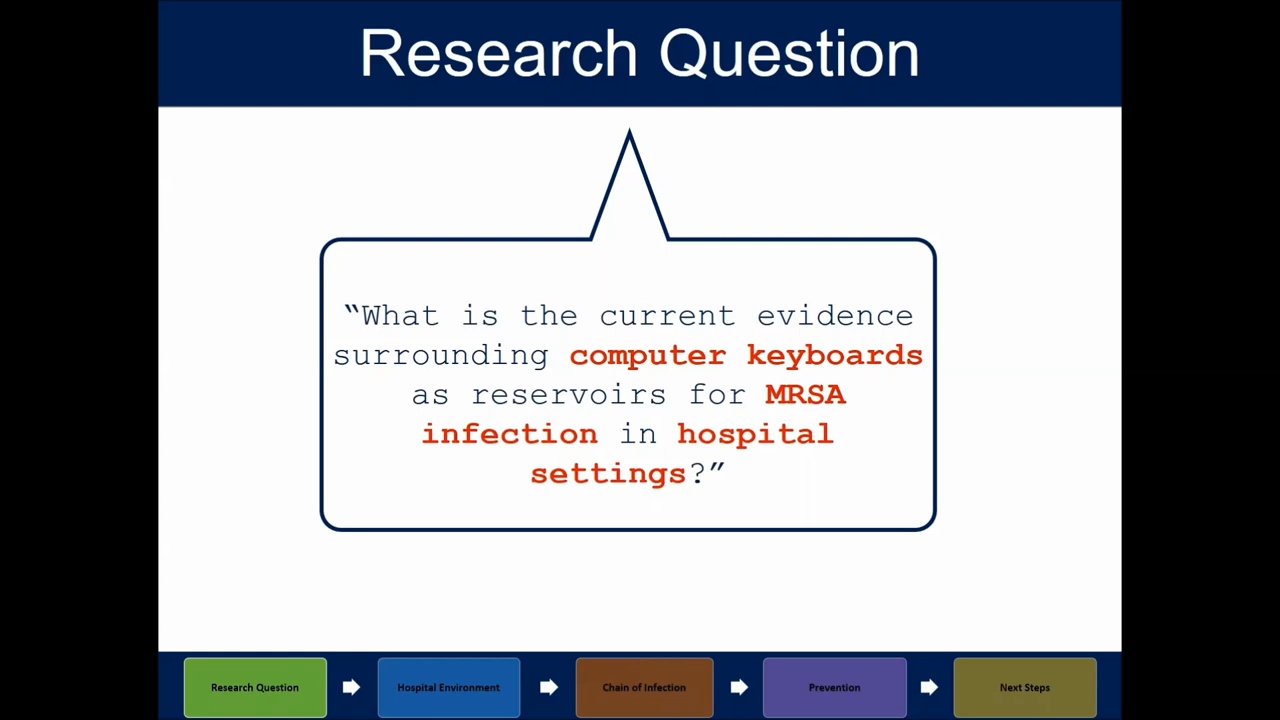 Research Question
“What is the current evidence
surrounding computer keyboards
as reservoirs for MRSA
infection in hospital
settings?”
Research Question
Hospital Environment
Chain of Infection
Prevention
Next Steps